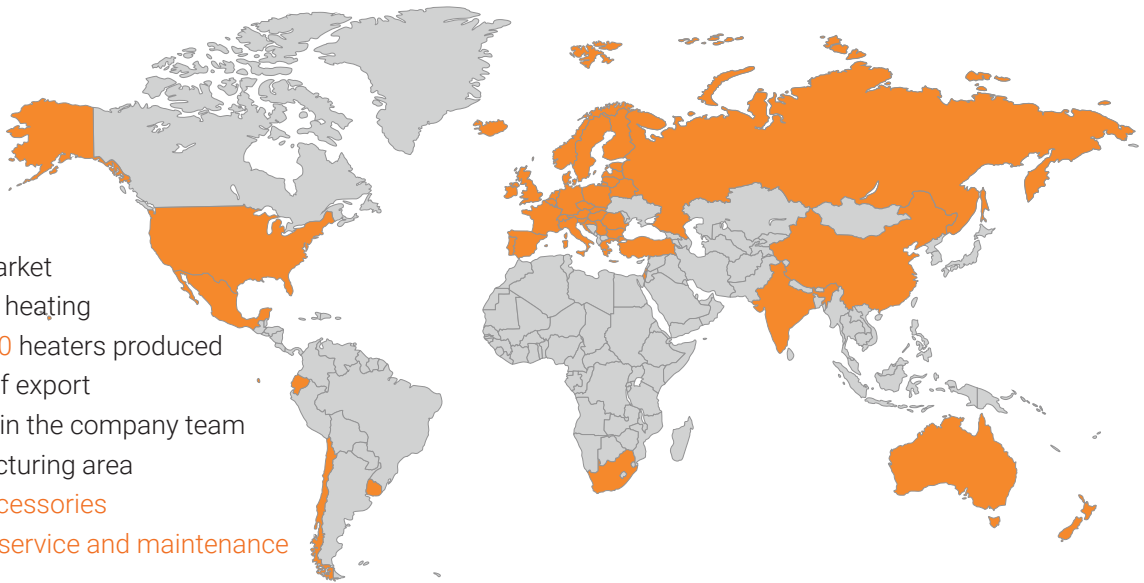 arket
heating
0 heaters produced
f export
in the company team
cturing area
cessories
service and maintenance